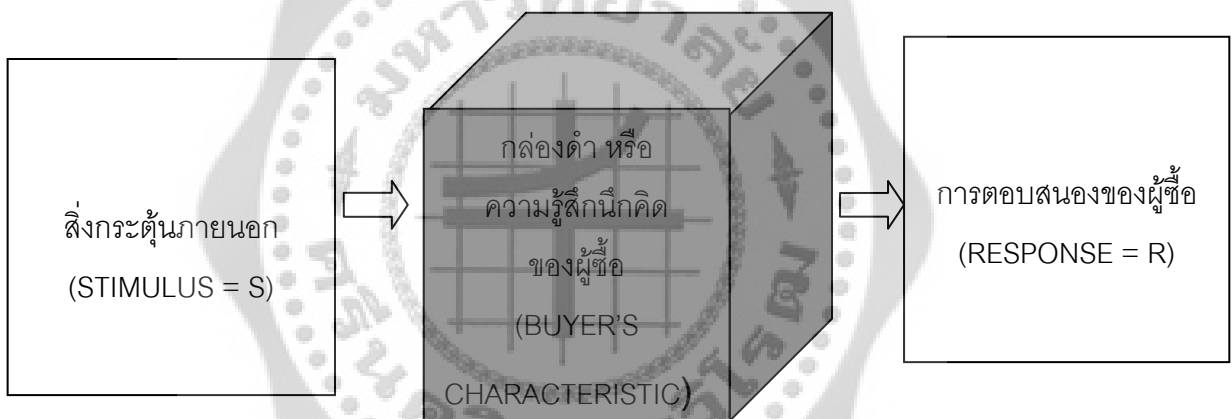 สิ่งกระตุ้นภายนอก
(STIMULUS = S)
กล่องดำ หรือ
ความรู้สึกนึกคิด
ของผู้ซื้อ
(BUYER'S
CHARACTERISTIC)
การตอบสนองของผู้ซื้อ
(RESPONSE = R)